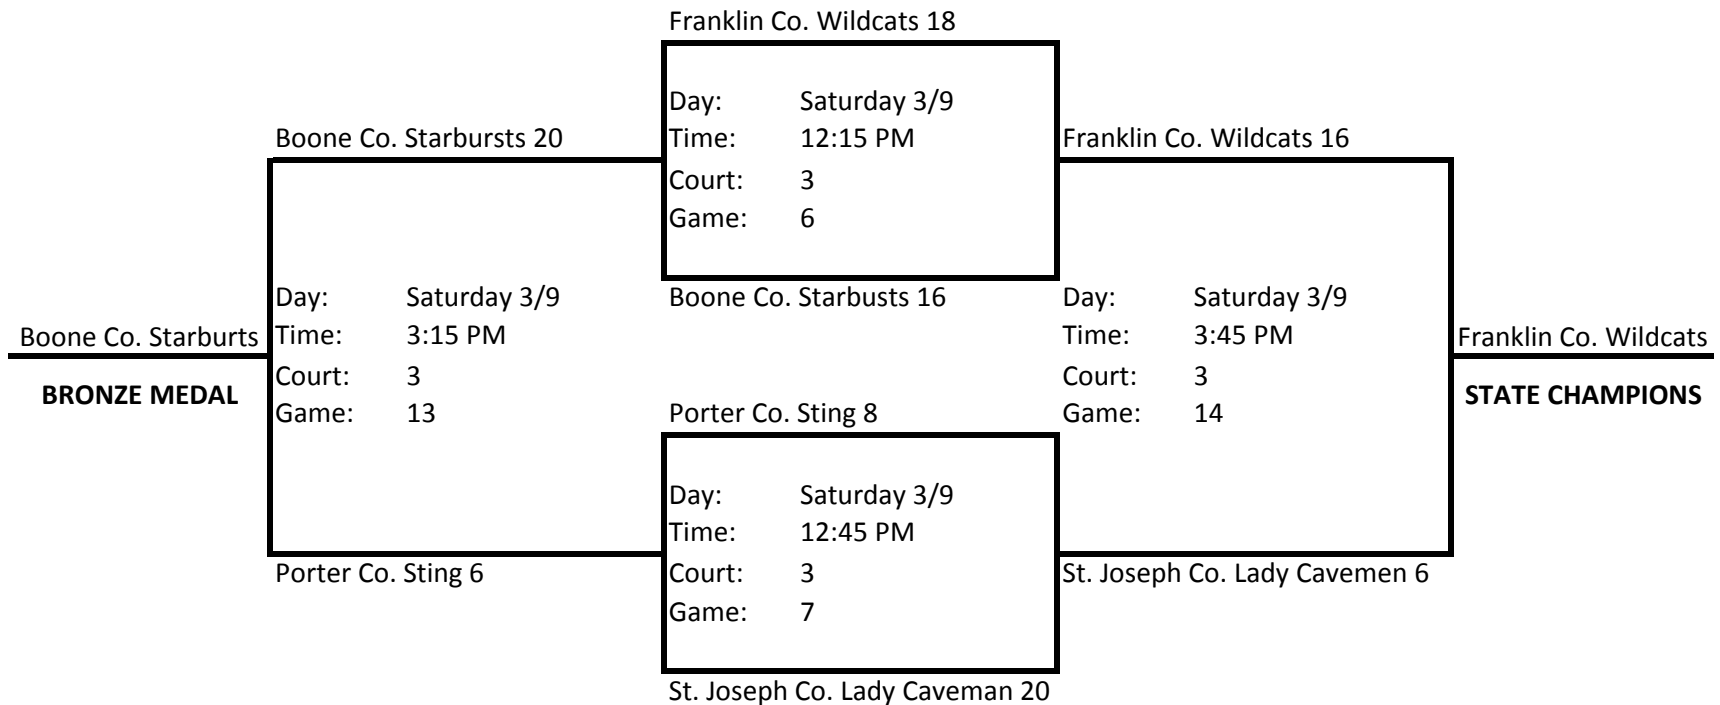 Franklin Co. Wildcats 18
Day: Saturday 3/9
Time: 12:15 PM
Court: 3
Game: 6
Boone Co. Starbusts 16
Boone Co. Starbursts 20
Day: Saturday 3/9
Time: 3:15 PM
Court: 3
Game: 13
Porter Co. Sting 6
Boone Co. Starburts
BRONZE MEDAL
Porter Co. Sting 8
Day: Saturday 3/9
Time: 12:45 PM
Court: 3
Game: 7
St. Joseph Co. Lady Caveman 20
Franklin Co. Wildcats 16
Day: Saturday 3/9
Time: 3:45 PM
Court: 3
Game: 14
St. Joseph Co. Lady Cavemen 6
Franklin Co. Wildcats
STATE CHAMPIONS